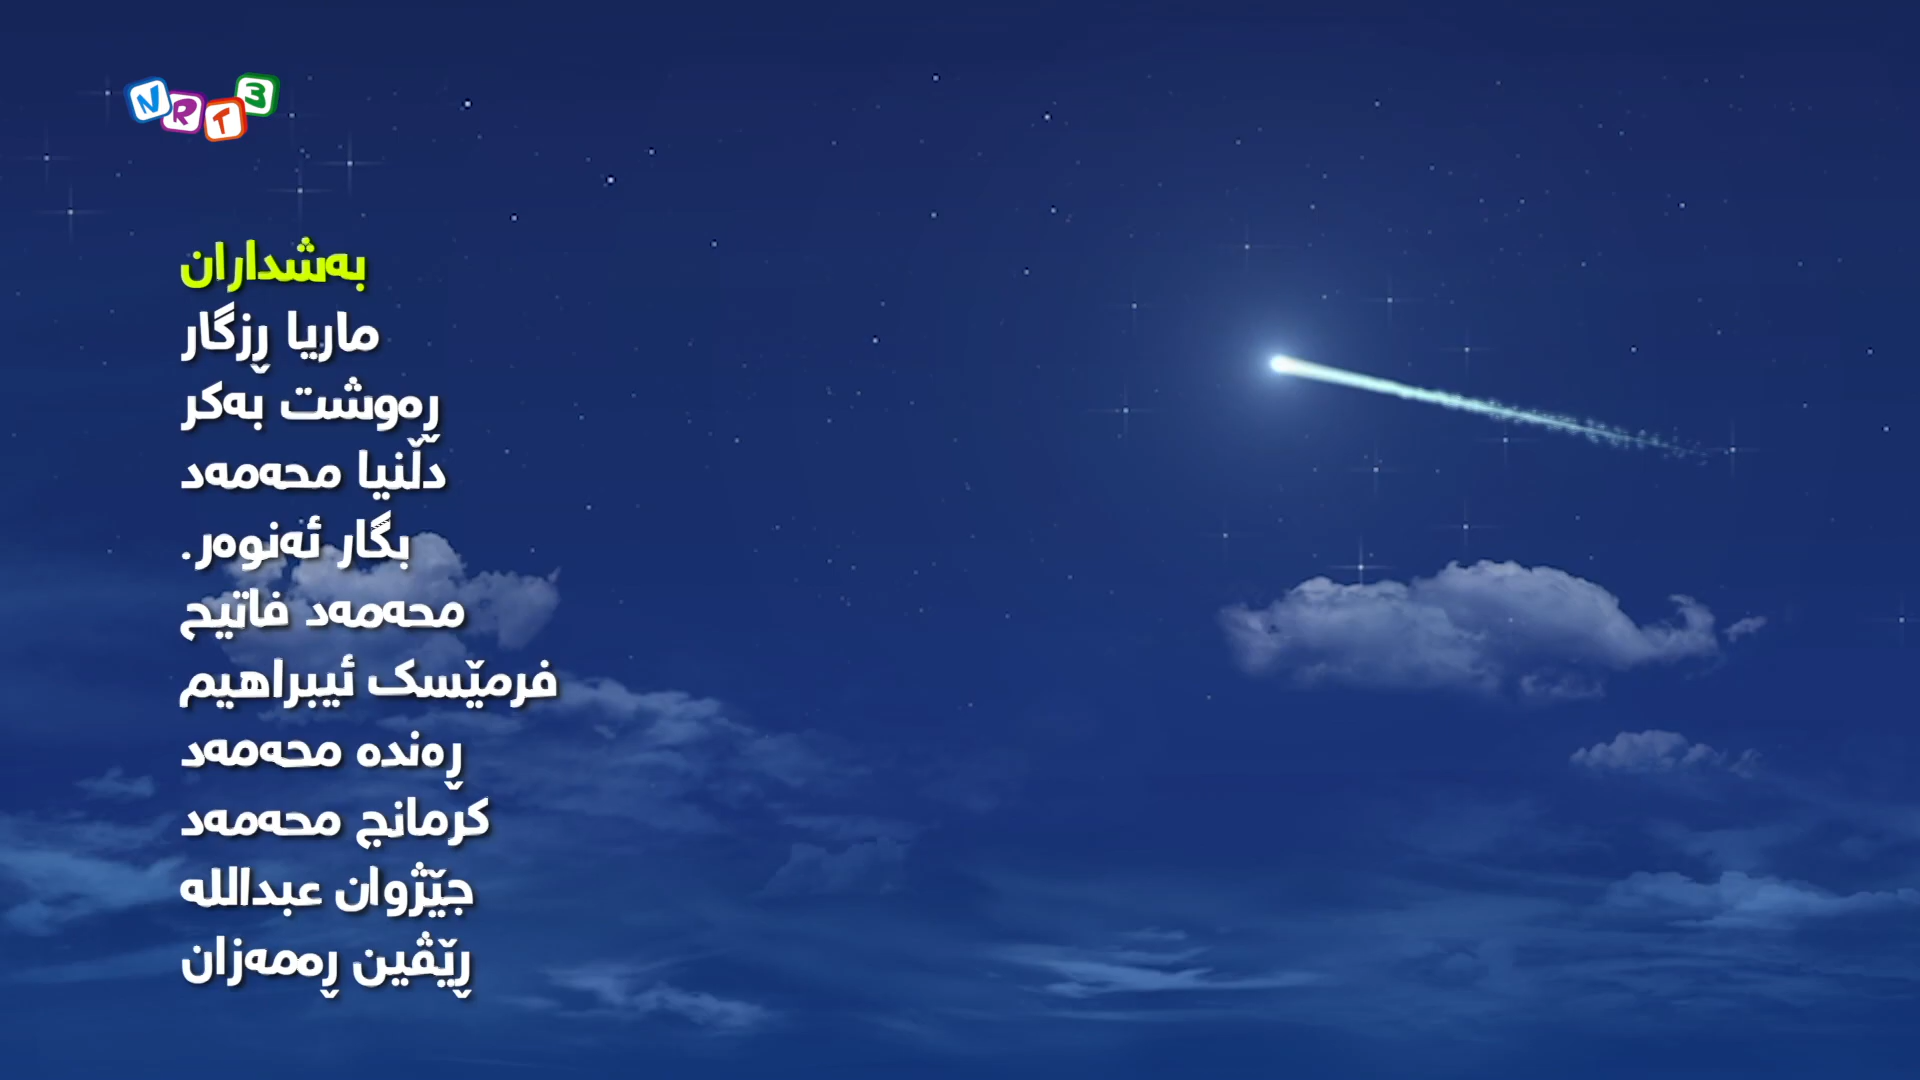 NRT3
بەشداران
ماریا ڕزگار
ڕەوشت بەکر
دڵنیا محەمەد
بگار ئەنوەر.
محەمەد فاتیح
فرمێسک ئیبراهیم
ڕەندە محەمەد
کرمانج محەمەد
جێژوان عبدالله
ڕێڤین ڕەمەزان